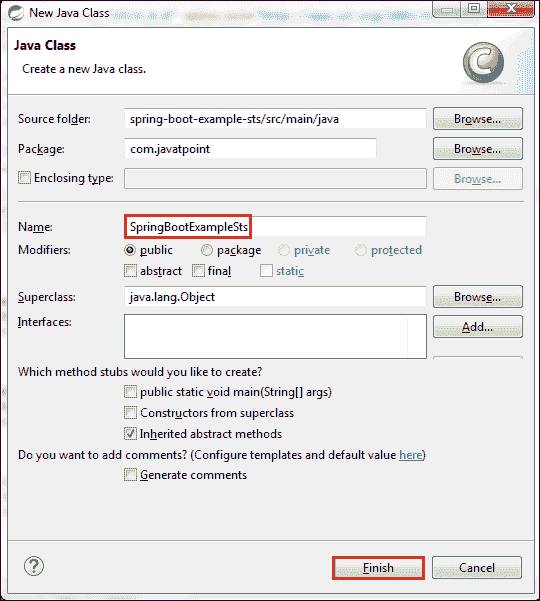 New Java Class
Java Class
Create a new Java class.
Source folder: spring-boot-example-sts/src/main/java Browse...
Package: com.javatpoint Browse...
Enclosing type: Browse...
Name: SpringBootExampleSts
Modifiers: public package private protected
abstract final static
Superclass: java.lang.Object Browse...
Interfaces: Add...
Which method stubs would you like to create?
public static void main(String[] args)
Constructors from superclass
Inherited abstract methods
Do you want to add comments? (Configure templates and default value here)
Generate comments
? Finish Cancel